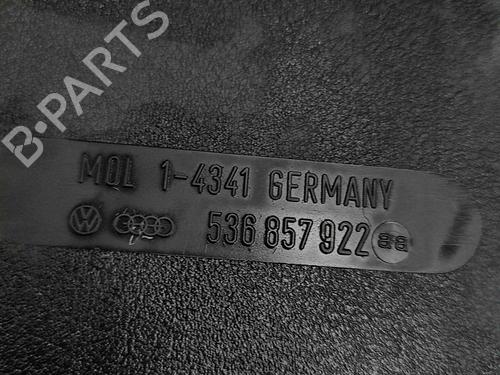 B-PARTS
MQL 1-4341 GERMANY
536 857 922